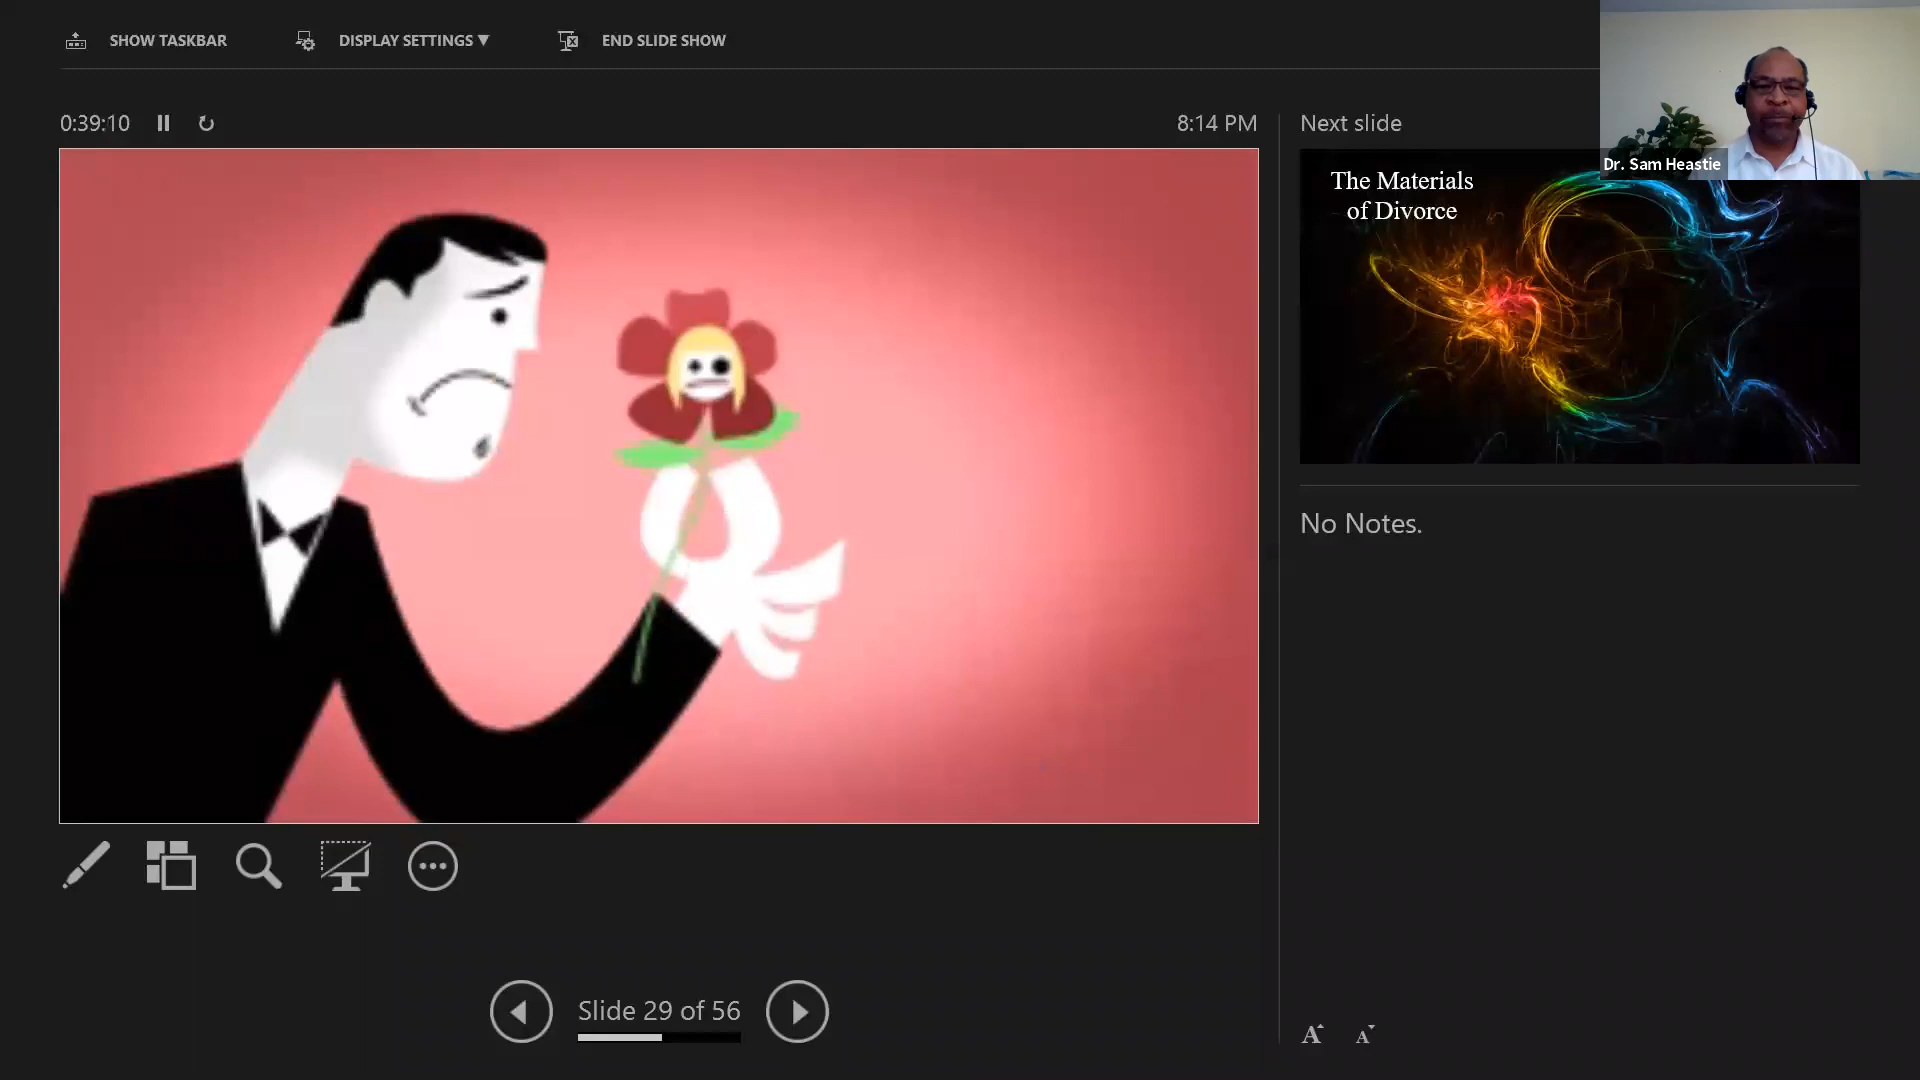 SHOW TASKBAR
DISPLAY SETTINGS ▼
END SLIDE SHOW
0:39:10
8:14 PM
Next slide
Dr. Sam Heastie
The Materials
of Divorce
No Notes.
Slide 29 of 56
A
A